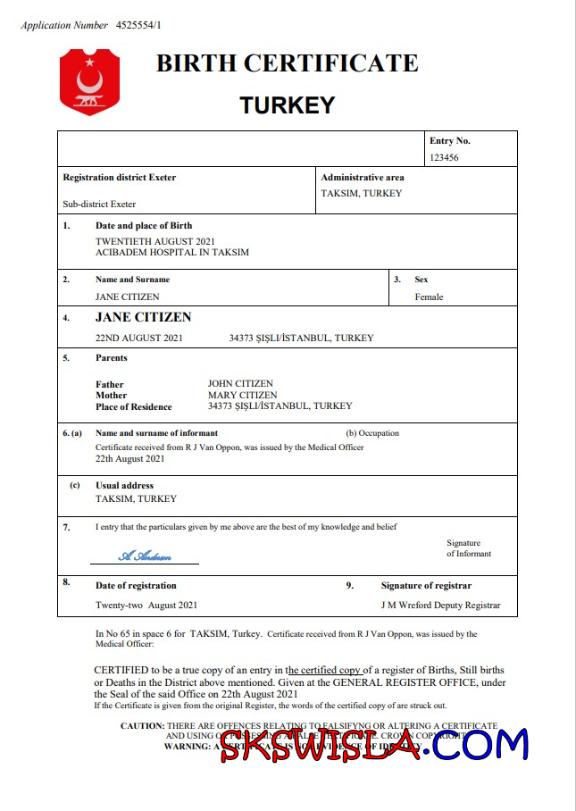 Application Number 4525554/1
BIRTH CERTIFICATE
TURKEY
Entry No.
123456
Registration district Exeter
Administrative area
TAKSIM, TURKEY
Sub-district Exeter
1. Date and place of Birth
TWENTIETH AUGUST 2021
ACIBADEM HOSPITAL IN TAKSIM
2. Name and Surname
3. Sex
JANE CITIZEN
Female
4. JANE CITIZEN
22ND AUGUST 2021 34373 ŞIŞLI/İSTANBUL, TURKEY
5. Parents
Father JOHN CITIZEN
Mother MARY CITIZEN
Place of Residence 34373 ŞIŞLI/İSTANBUL, TURKEY
6. (a) Name and surname of informant (b) Occupation
Certificate received from R J Van Oppon, was issued by the Medical Officer
22th August 2021
(c) Usual address
TAKSIM, TURKEY
7. I entry that the particulars given by me above are the best of my knowledge and belief
Signature
of Informant
8. Date of registration 9. Signature of registrar
Twenty-two August 2021 J M Wreford Deputy Registrar
In No 65 in space 6 for TAKSIM, Turkey. Certificate received from R J Van Oppon, was issued by the
Medical Officer:
CERTIFIED to be a true copy of an entry in the certified copy of a register of Births, Still births
or Deaths in the District above mentioned. Given at the GENERAL REGISTER OFFICE, under
the Seal of the said Office on 22th August 2021
If the Certificate is given from the original Register, the words of the certified copy of are struck out.
CAUTION: THERE ARE OFFENCES RELATING TO FALSIFYNG OR ALTERING A CERTIFICATE
AND USING
WARNING: A
SKSWISLA.COM